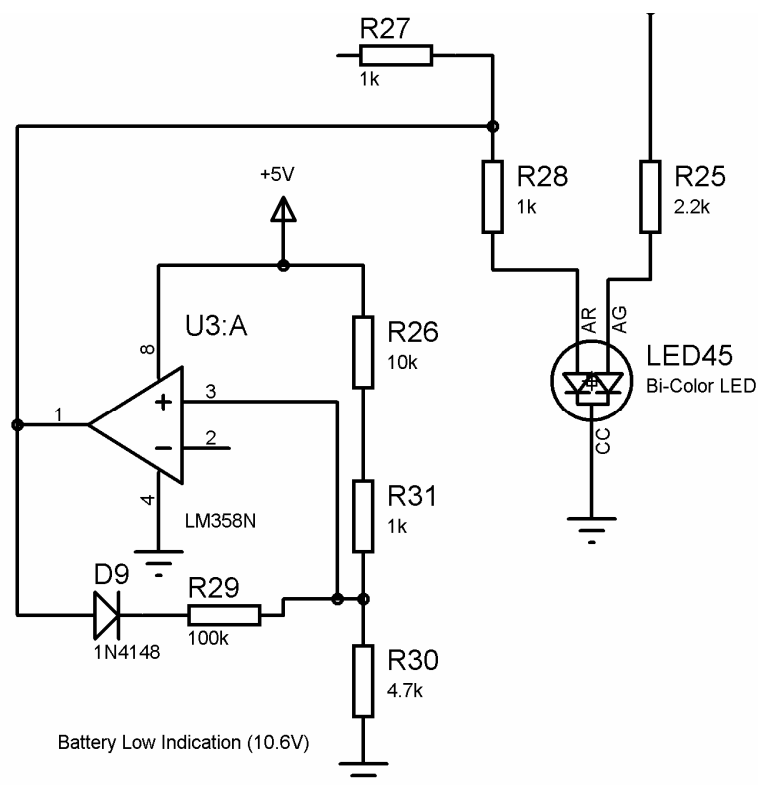 R27
1k
+5V
R28
1k
R25
2.2k
U3:A
8
R26
10k
AR
AG
LED45
Bi-Color LED
3
+
1
2
−
CC
4
LM358N
R31
1k
D9
1N4148
R29
100k
R30
4.7k
Battery Low Indication (10.6V)